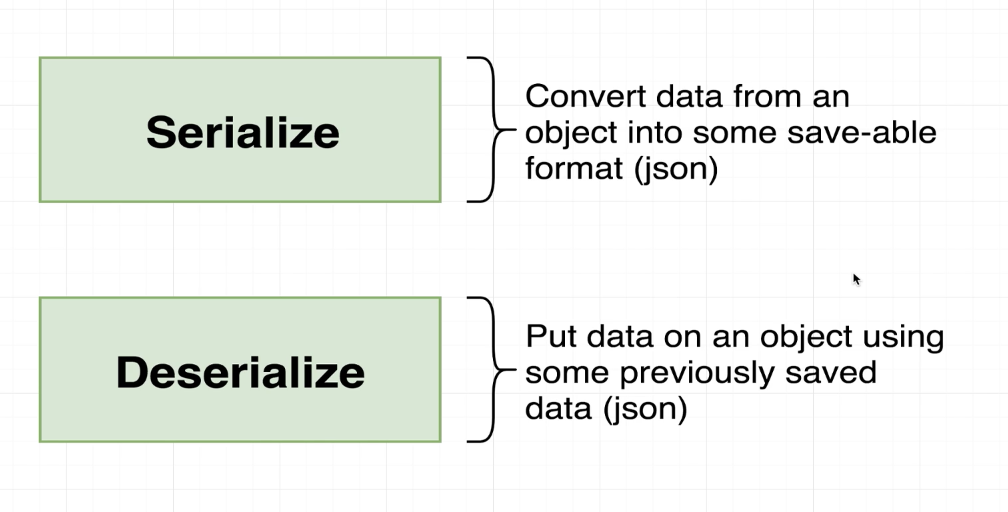 Serialize
Convert data from an
object into some save-able
format (json)
Deserialize
Put data on an object using
some previously saved
data (json)